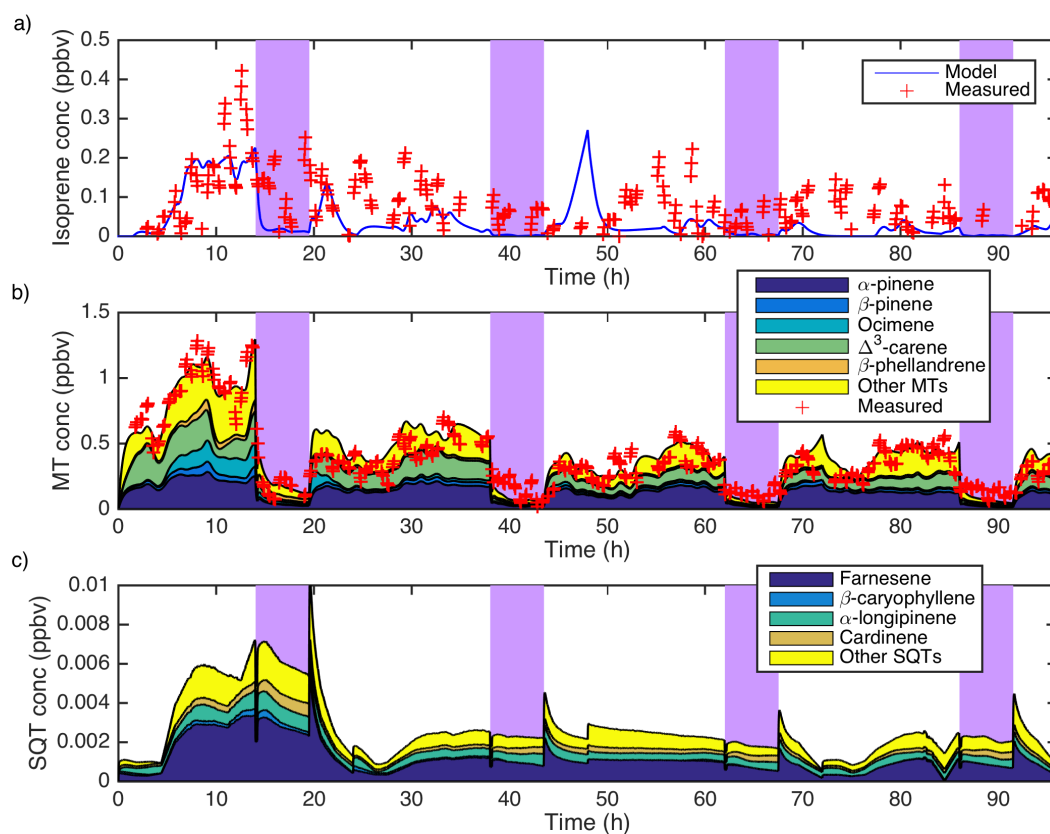 a)
Isoprene conc (ppbv)
0.5
0.4
0.3
0.2
0.1
0
Model
Measured
0 10 20 30 40 50 60 70 80 90
Time (h)
b)
MT conc (ppbv)
1.5
1
0.5
0
α-pinene
β-pinene
Ocimene
Δ³-carene
β-phellandrene
Other MTs
Measured
0 10 20 30 40 50 60 70 80 90
Time (h)
c)
SQT conc (ppbv)
0.01
0.008
0.006
0.004
0.002
0
Farnesene
β-caryophyllene
α-longipinene
Cardinene
Other SQTs
0 10 20 30 40 50 60 70 80 90
Time (h)